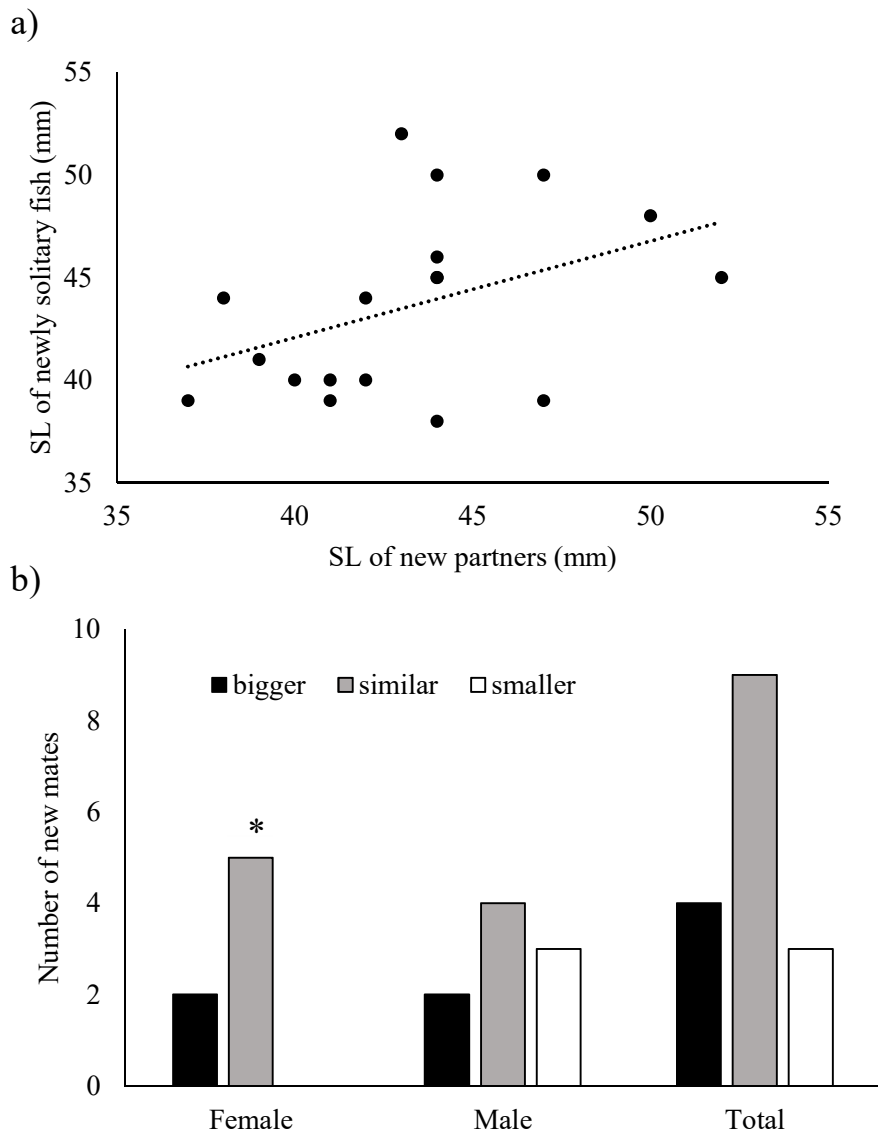 a)
SL of newly solitary fish (mm)
55
50
45
40
35
35 40 45 50 55
SL of new partners (mm)
b)
Number of new mates
10
8
6
4
2
0
bigger similar smaller
*
Female Male Total